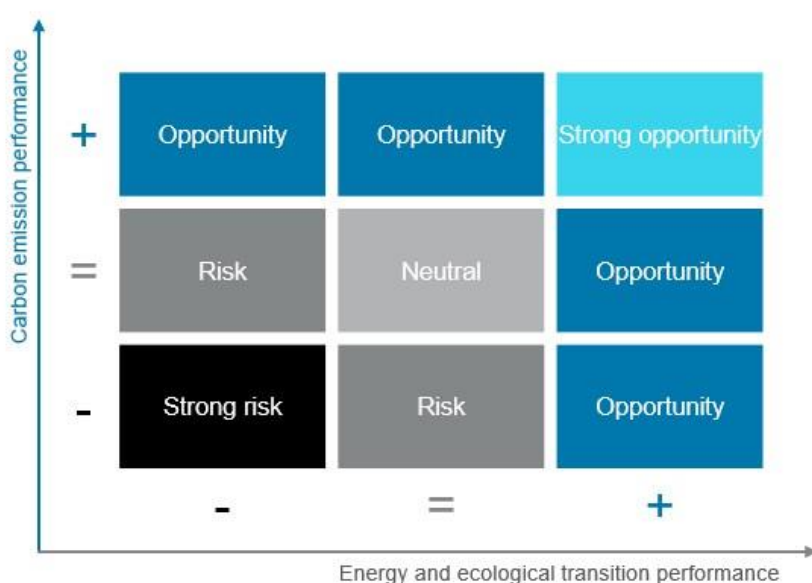 Carbon emission performance
+
Opportunity
Opportunity
Strong opportunity
=
Risk
Neutral
Opportunity
-
Strong risk
Risk
Opportunity
-
=
+
Energy and ecological transition performance